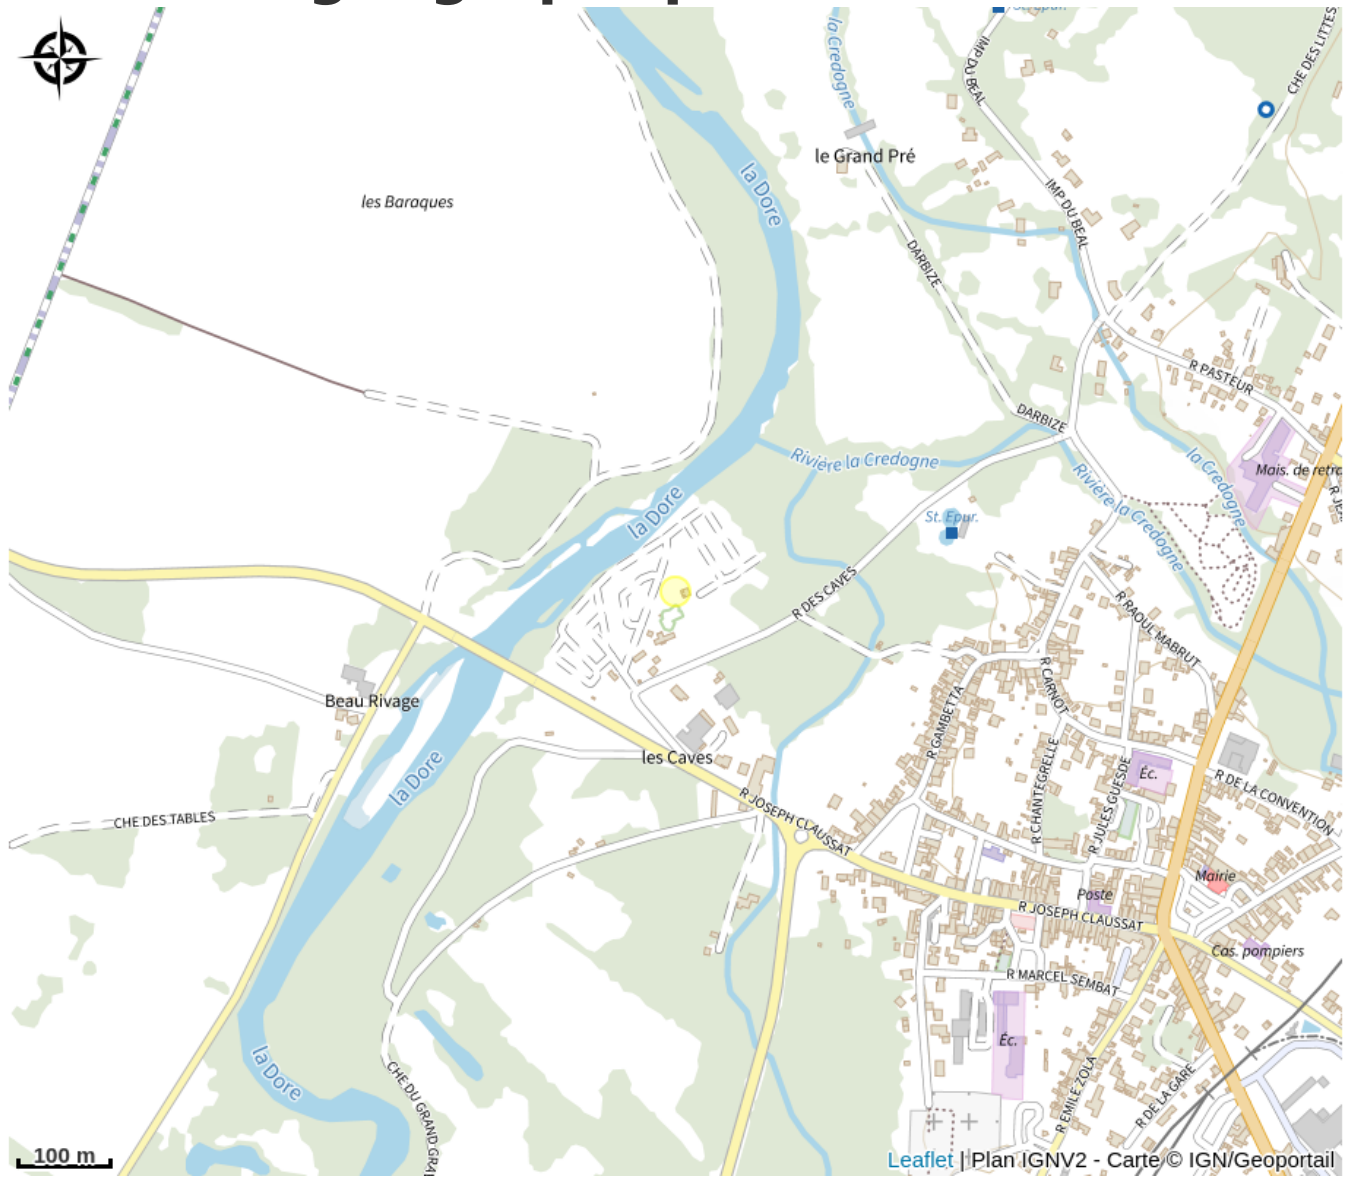 St. Epur.
la Credogne
CHE DES LITTES
IMP DU BEAL
le Grand Pré
la Dore
les Baraques
IMP DU BEAL
DARBIZE
R PASTEUR
DARBIZE
Rivière la Credogne
la Credogne
Mais. de retra
Rivière la Credogne
la Dore
St. Epur.
R DES CAVES
R RAOUL MABRUT
R CARNOT
Beau Rivage
R GAMBETTA
les Caves
la Dore
R CHANTEGRELLE
R JULES GUESDE
Éc.
R DE LA CONVENTION
CHE DES TABLES
R JOSEPH CLAUSSAT
Mairie
Poste
R JOSEPH CLAUSSAT
Cas. pompiers
R MARCEL SEMBAT
Éc.
la Dore
CHE DU GRAND GRA
R EMILE ZOLA
R DE LA GARE
100 m
Leaflet | Plan IGNV2 - Carte © IGN/Geoportail